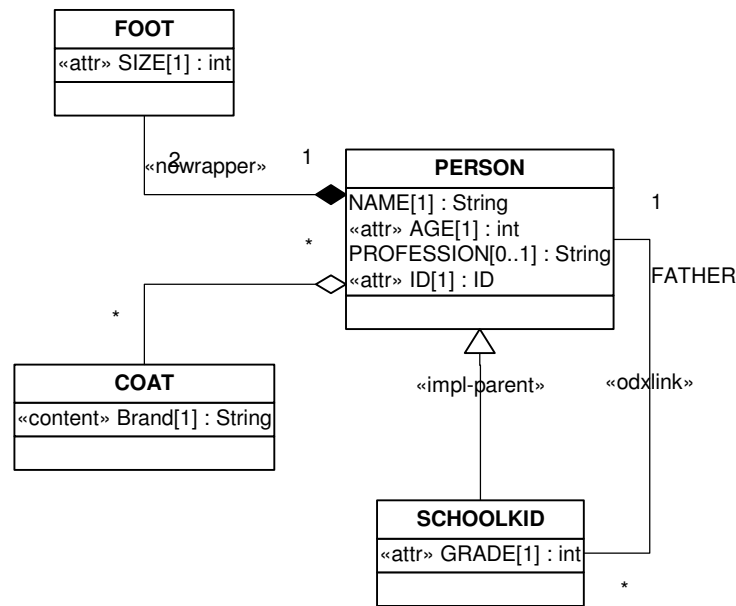 FOOT
«attr» SIZE[1] : int
2
«nowrapper»
1
PERSON
NAME[1] : String
«attr» AGE[1] : int
PROFESSION[0..1] : String
«attr» ID[1] : ID
1
*
FATHER
*
COAT
«content» Brand[1] : String
«impl-parent»
«odxlink»
SCHOOLKID
«attr» GRADE[1] : int
*